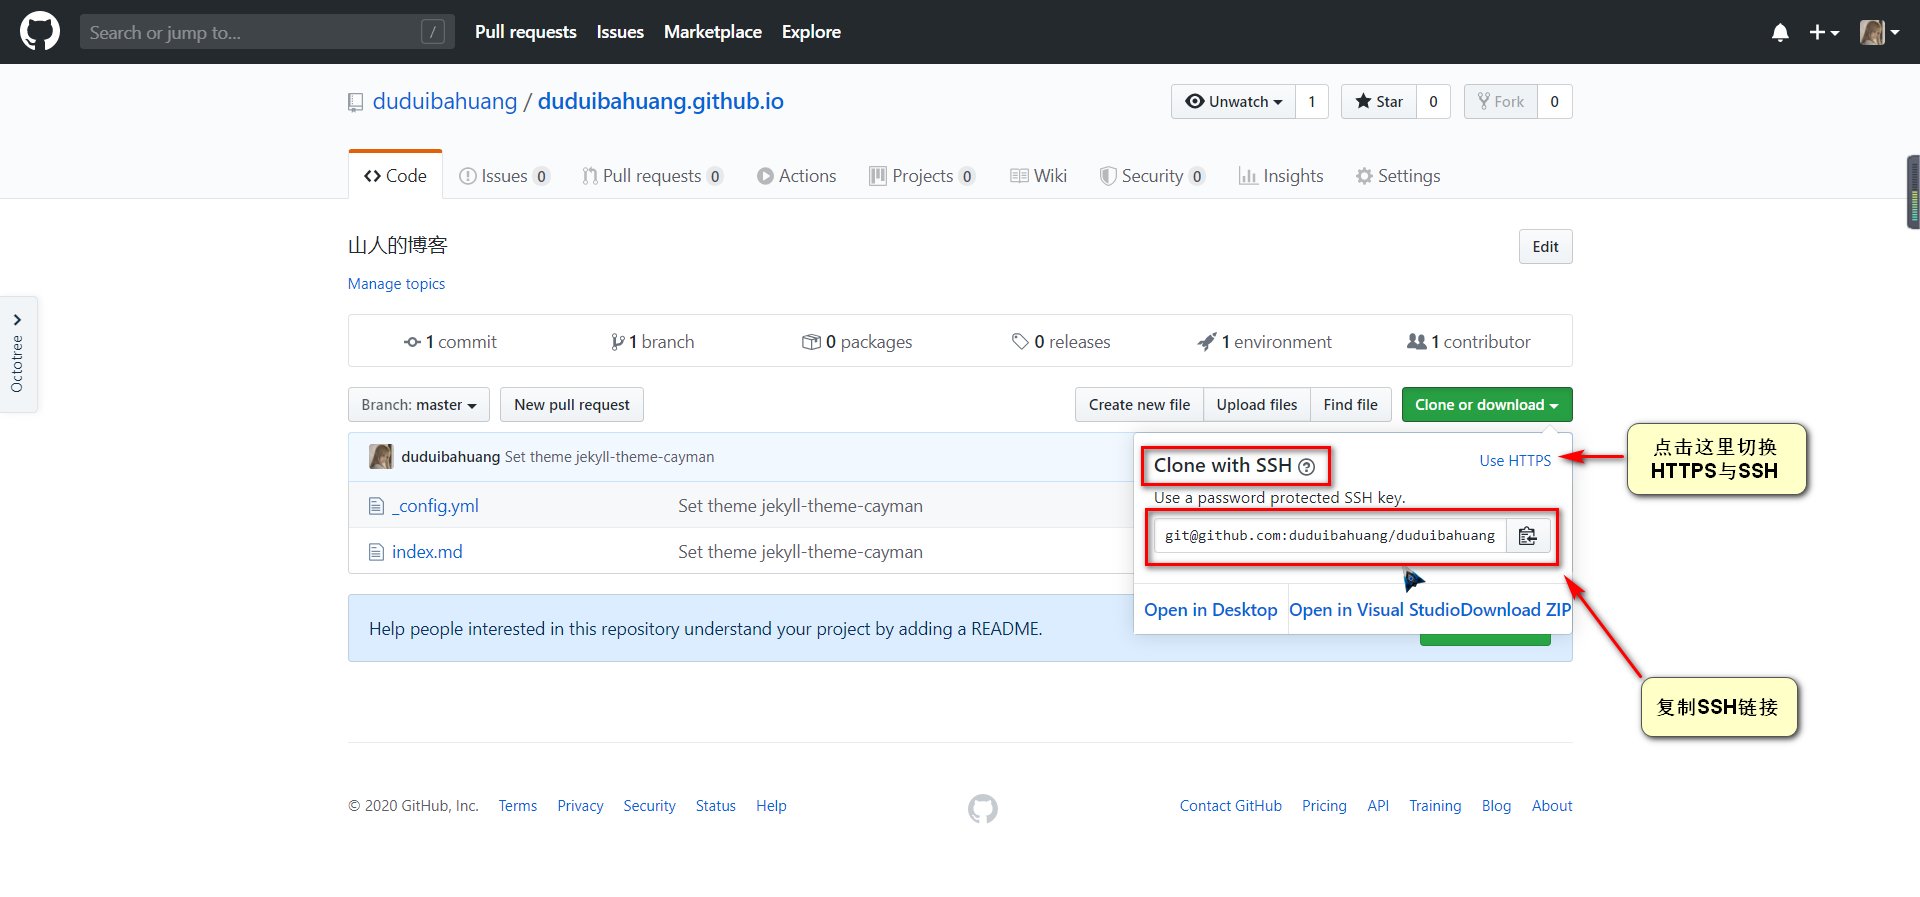 Search or jump to... /
Pull requests Issues Marketplace Explore
duduibahuang / duduibahuang.github.io
Unwatch 1 Star 0 Fork 0
Code Issues 0 Pull requests 0 Actions Projects 0 Wiki Security 0 Insights Settings
山人的博客
Edit
Manage topics
Octotree
1 commit 1 branch 0 packages 0 releases 1 environment 1 contributor
Branch: master New pull request Create new file Upload files Find file Clone or download
duduibahuang Set theme jekyll-theme-cayman
_config.yml Set theme jekyll-theme-cayman
index.md Set theme jekyll-theme-cayman
Clone with SSH ?
Use HTTPS
Use a password protected SSH key.
git@github.com:duduibahuang/duduibahuang
Open in Desktop Open in Visual Studio Download ZIP
点击这里切换
HTTPS与SSH
复制SSH链接
Help people interested in this repository understand your project by adding a README.
© 2020 GitHub, Inc. Terms Privacy Security Status Help
Contact GitHub Pricing API Training Blog About